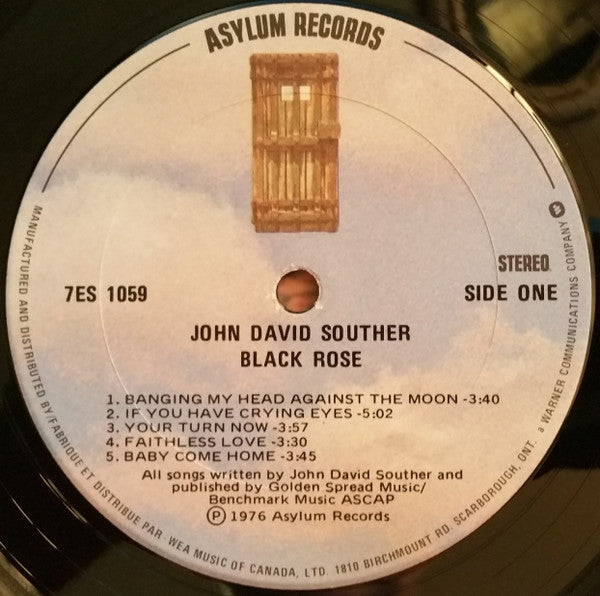 ASYLUM RECORDS
7ES 1059
STEREO
SIDE ONE
JOHN DAVID SOUTHER
BLACK ROSE
1. BANGING MY HEAD AGAINST THE MOON -3:40
2. IF YOU HAVE CRYING EYES -5:02
3. YOUR TURN NOW -3:57
4. FAITHLESS LOVE -3:30
5. BABY COME HOME -3:45
All songs written by John David Souther and
published by Golden Spread Music/
Benchmark Music ASCAP
Ⓟ 1976 Asylum Records
MANUFACTURED AND DISTRIBUTED BY/FABRIQUE ET DISTRIBUE PAR - WEA MUSIC OF CANADA, LTD. 1810 BIRCHMOUNT RD. SCARBOROUGH, ONT. a WARNER COMMUNICATIONS COMPANY